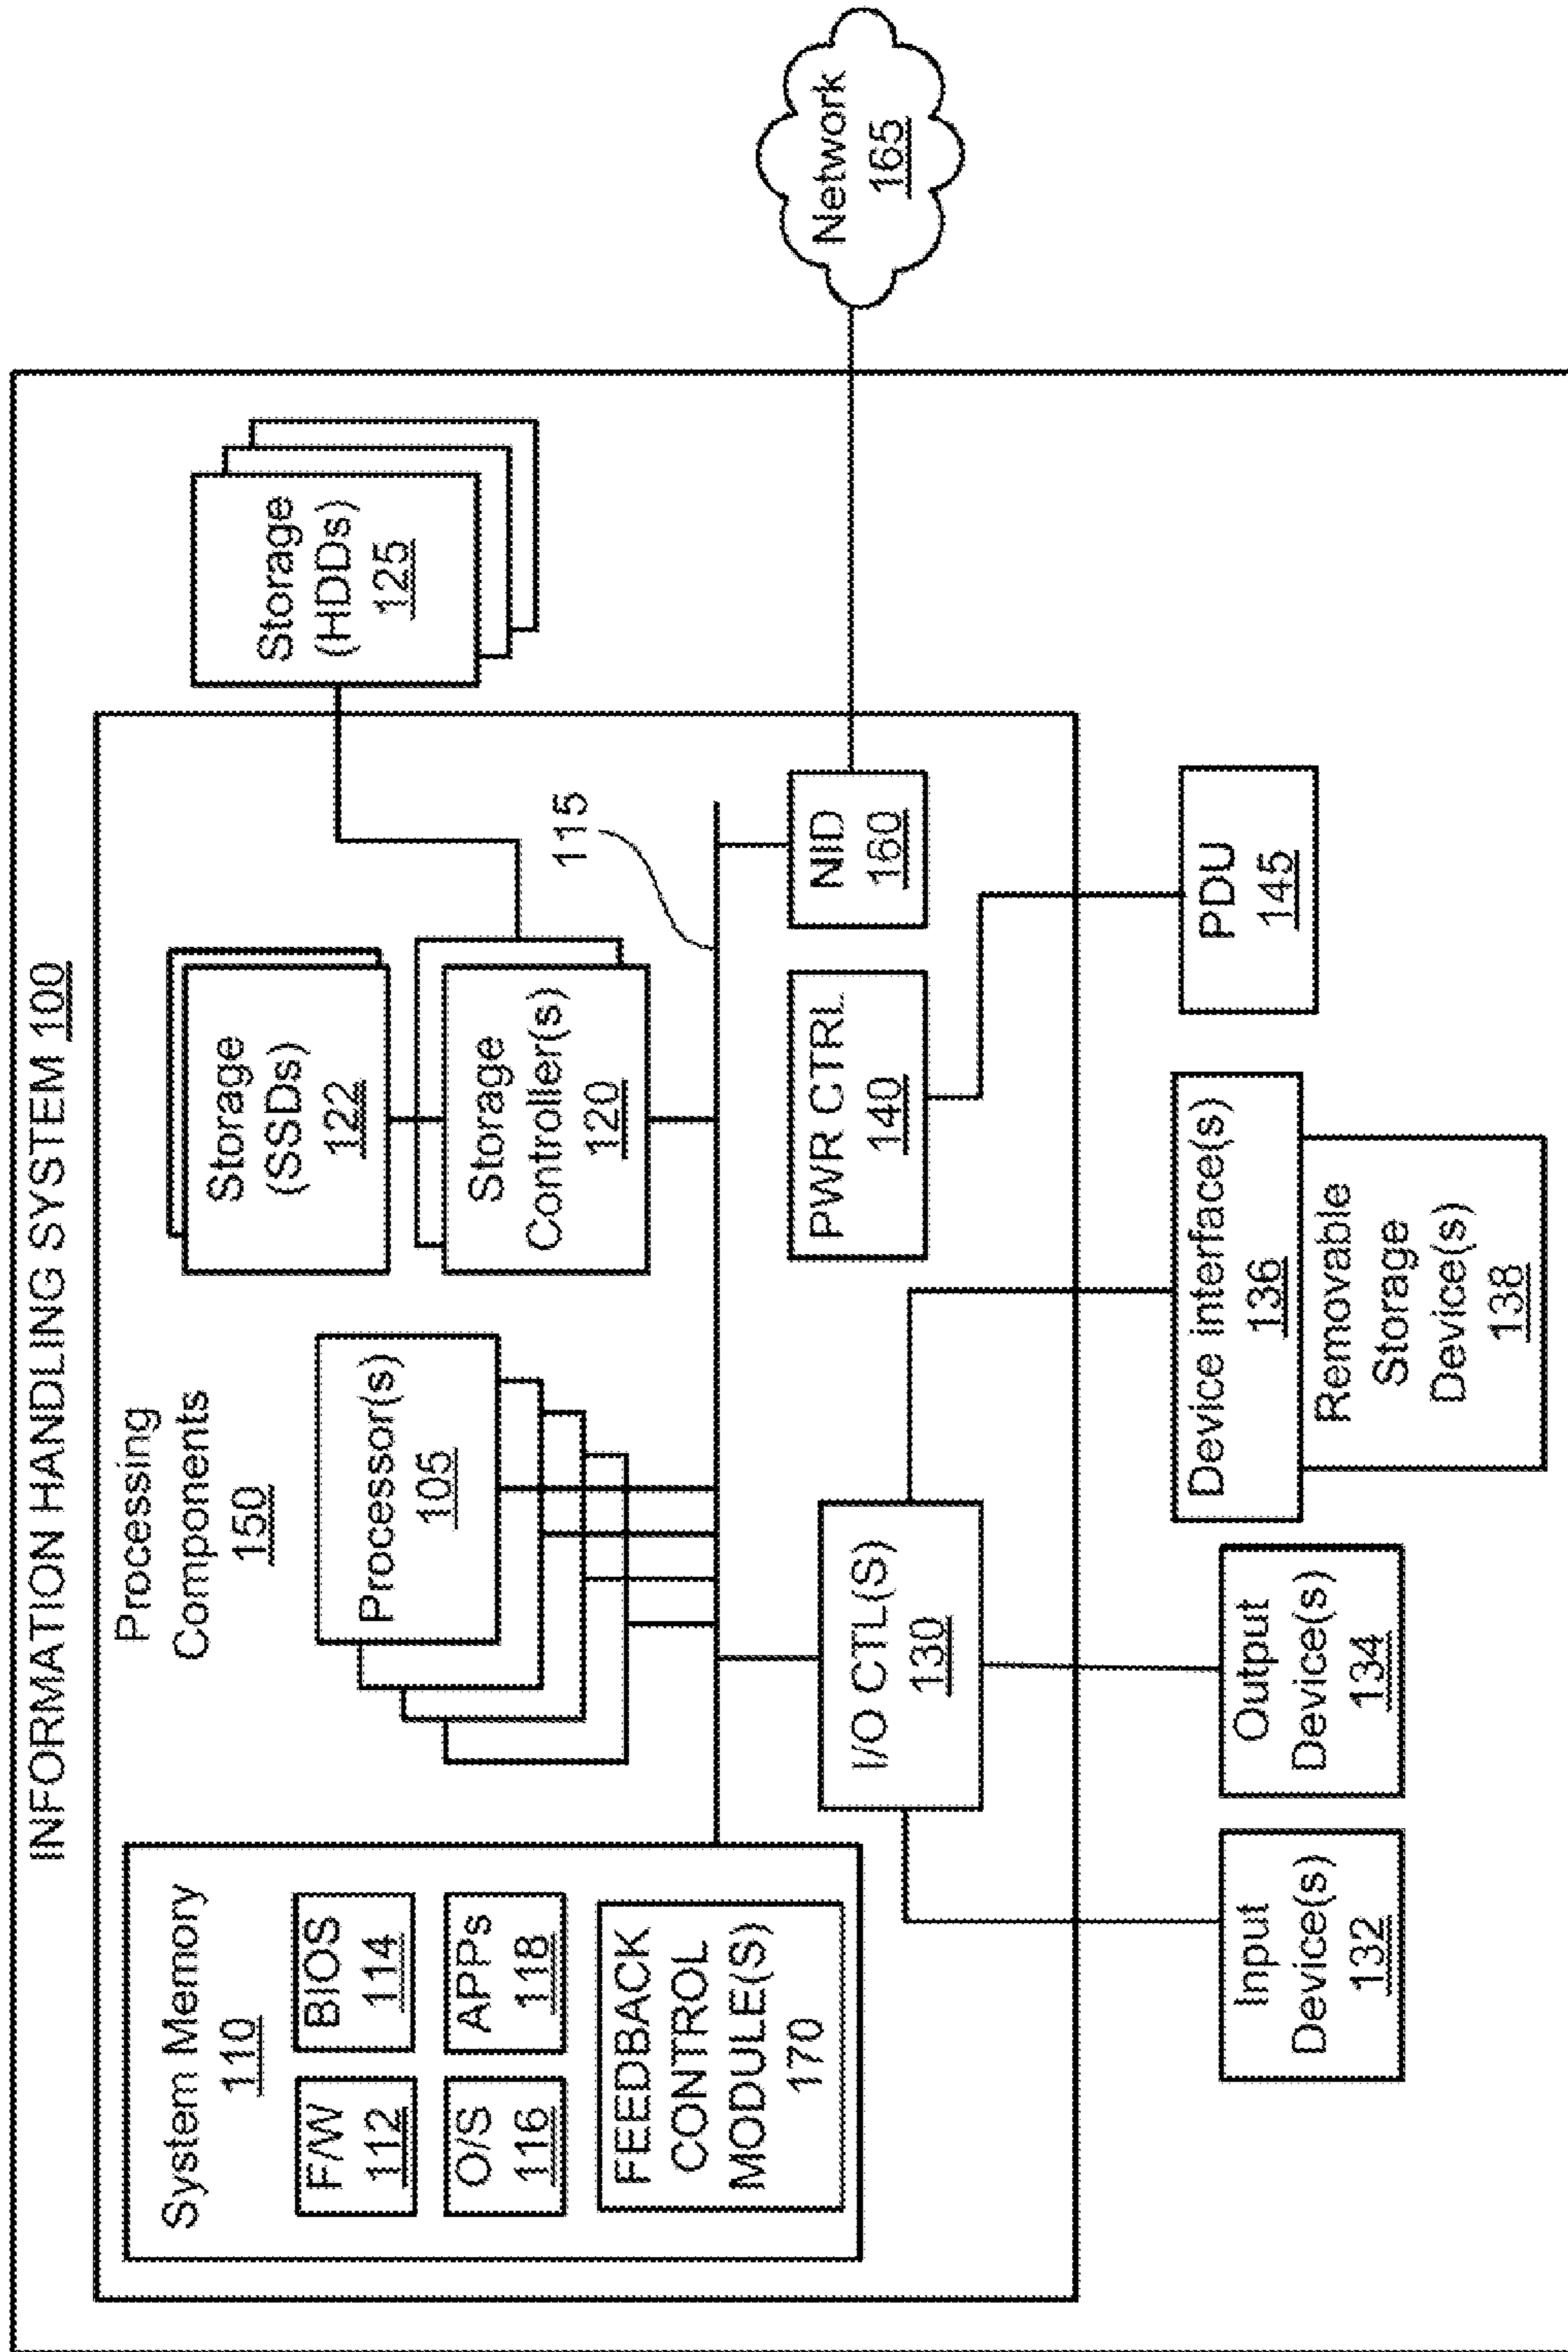 INFORMATION HANDLING SYSTEM 100
Processing
Components
150
System Memory
110
F/W
112
BIOS
114
O/S
116
APPs
118
FEEDBACK
CONTROL
MODULE(S)
170
Processor(s)
105
Storage
(SSDs)
122
Storage
Controller(s)
120
Storage
(HDDs)
125
115
I/O CTL(S)
130
PWR CTRL
140
NID
160
Network
165
Input
Device(s)
132
Output
Device(s)
134
Device interface(s)
136
Removable
Storage
Device(s)
138
PDU
145